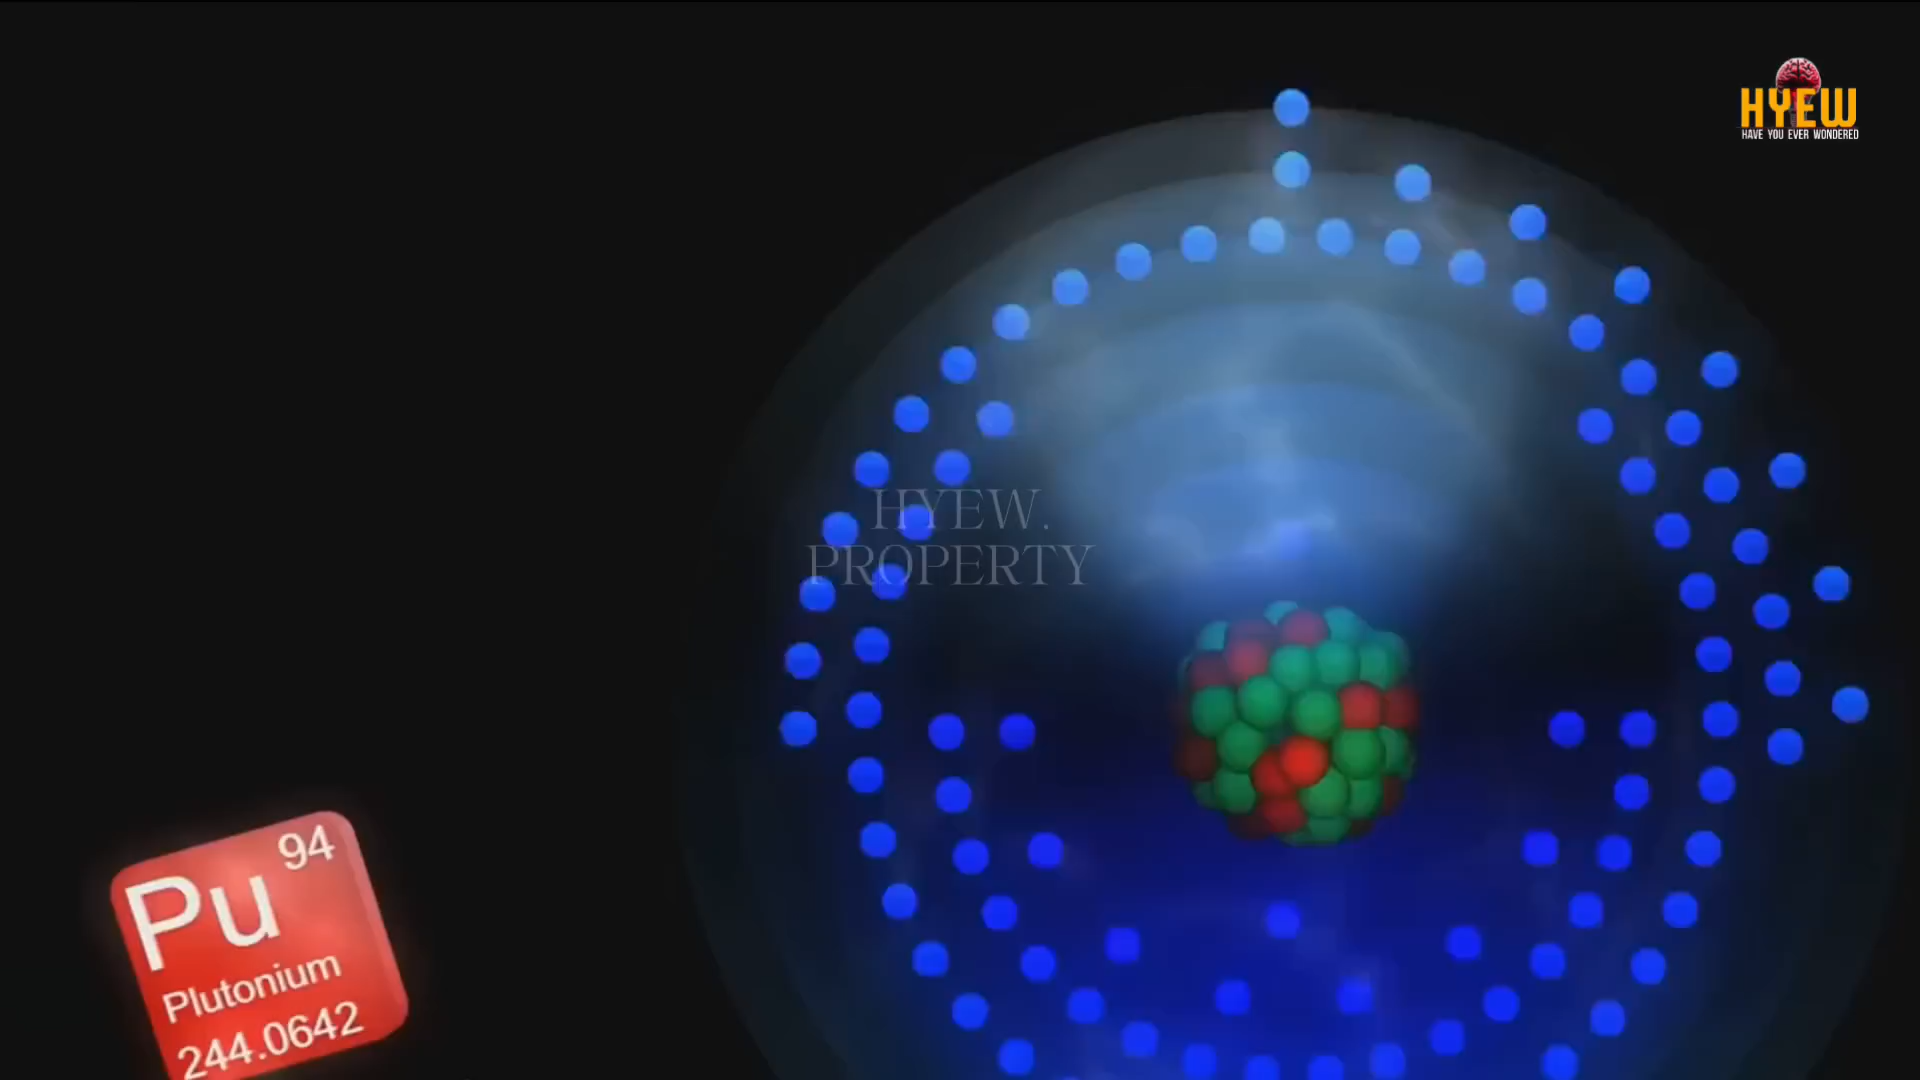 HYEW
HAVE YOU EVER WONDERED
HYEW.
PROPERTY
94
Pu
Plutonium
244.0642